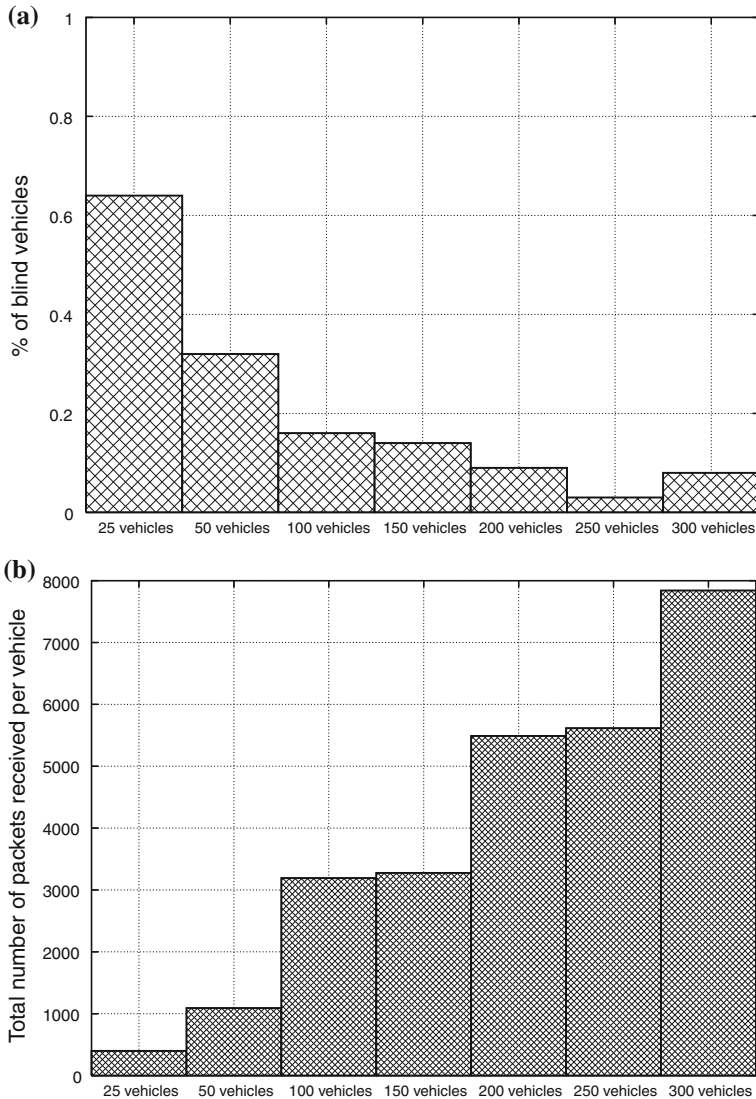 (a)
% of blind vehicles
1
0.8
0.6
0.4
0.2
0
25 vehicles 50 vehicles 100 vehicles 150 vehicles 200 vehicles 250 vehicles 300 vehicles
(b)
Total number of packets received per vehicle
8000
7000
6000
5000
4000
3000
2000
1000
0
25 vehicles 50 vehicles 100 vehicles 150 vehicles 200 vehicles 250 vehicles 300 vehicles